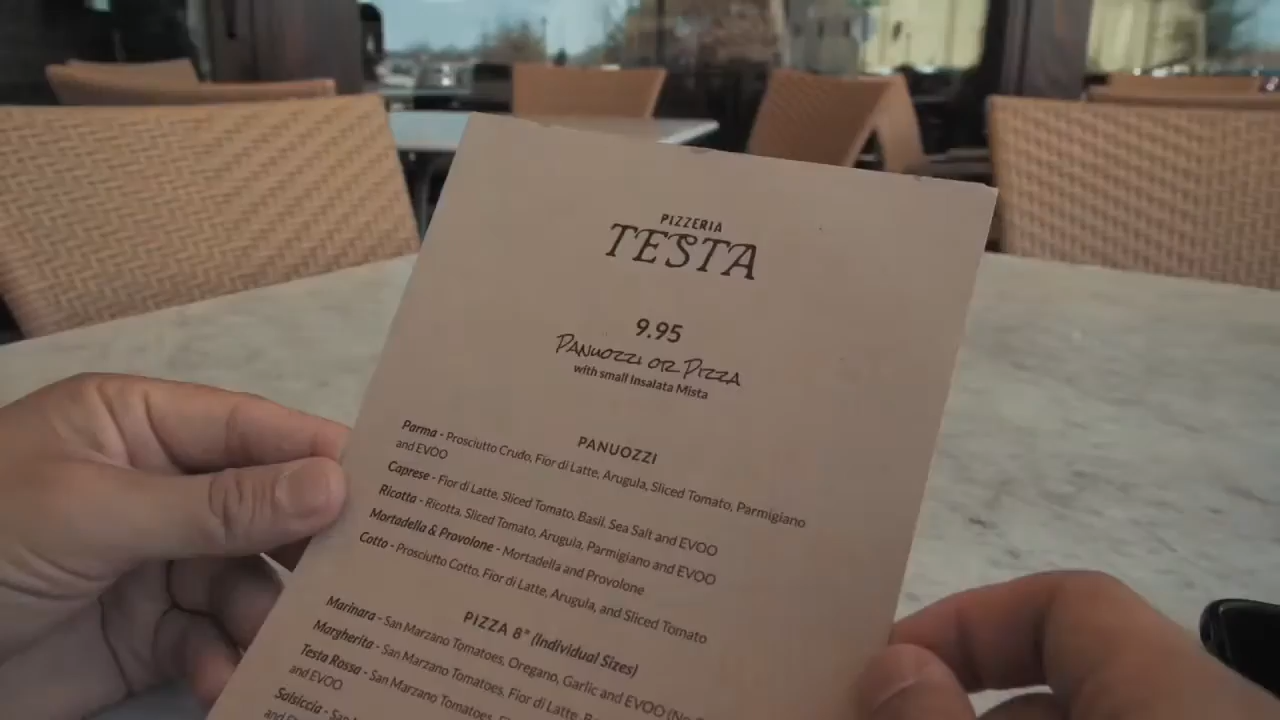 PIZZERIA
TESTA
9.95
PANUOZZI OR PIZZA
with small Insalata Mista
PANUOZZI
Parma - Prosciutto Crudo, Fior di Latte, Arugula, Sliced Tomato, Parmigiano
and EVOO
Caprese - Fior di Latte, Sliced Tomato, Basil, Sea Salt and EVOO
Ricotta - Ricotta, Sliced Tomato, Arugula, Parmigiano and EVOO
Mortadella & Provolone - Mortadella and Provolone
Cotto - Prosciutto Cotto, Fior di Latte, Arugula, and Sliced Tomato
PIZZA 8" (Individual Sizes)
Marinara - San Marzano Tomatoes, Oregano, Garlic and EVOO
Margherita - San Marzano Tomatoes, Fior di Latte,
Testa Rossa - San Marzano Tomatoes,
and EVOO
Salsiccia -